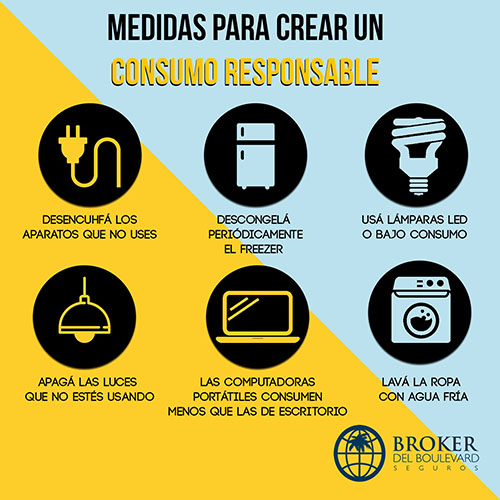 MEDIDAS PARA CREAR UN
CONSUMO RESPONSABLE
DESENCUHFÁ LOS
APARATOS QUE NO USES
DESCONGELÁ
PERIÓDICAMENTE
EL FREEZER
USÁ LÁMPARAS LED
O BAJO CONSUMO
APAGÁ LAS LUCES
QUE NO ESTÉS USANDO
LAS COMPUTADORAS
PORTÁTILES CONSUMEN
MENOS QUE LAS DE ESCRITORIO
LAVÁ LA ROPA
CON AGUA FRÍA
BROKER
DEL BOULEVARD
SEGUROS